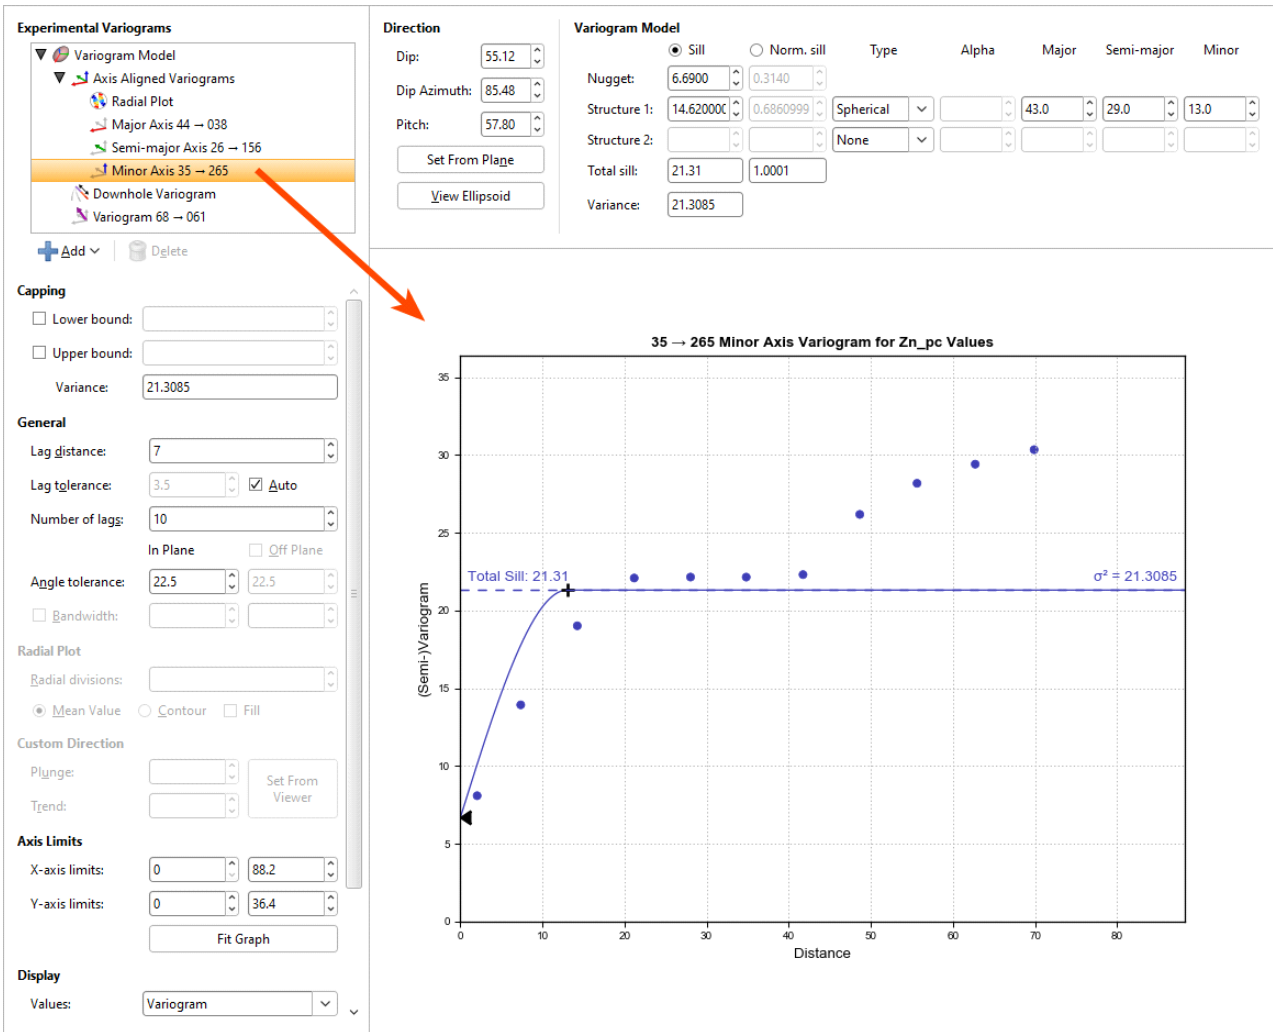 Experimental Variograms
Variogram Model
Axis Aligned Variograms
Radial Plot
Major Axis 44 → 038
Semi-major Axis 26 → 156
Minor Axis 35 → 265
Downhole Variogram
Variogram 68 → 061
Add
Delete
Capping
Lower bound:
Upper bound:
Variance: 21.3085
General
Lag distance: 7
Lag tolerance: 3.5 Auto
Number of lags: 10
In Plane Off Plane
Angle tolerance: 22.5 22.5
Bandwidth:
Radial Plot
Radial divisions:
Mean Value Contour Fill
Custom Direction
Plunge:
Trend:
Set From
Viewer
Axis Limits
X-axis limits: 0 88.2
Y-axis limits: 0 36.4
Fit Graph
Display
Values: Variogram
Direction
Dip: 55.12
Dip Azimuth: 85.48
Pitch: 57.80
Set From Plane
View Ellipsoid
Variogram Model
Sill Norm. sill Type Alpha Major Semi-major Minor
Nugget: 6.6900 0.3140
Structure 1: 14.62000( 0.6860999 Spherical 43.0 29.0 13.0
Structure 2: None
Total sill: 21.31 1.0001
Variance: 21.3085
35 → 265 Minor Axis Variogram for Zn_pc Values
(Semi-)Variogram
35
30
25
20
15
10
5
0
Total Sill: 21.31
σ² = 21.3085
0 10 20 30 40 50 60 70 80
Distance